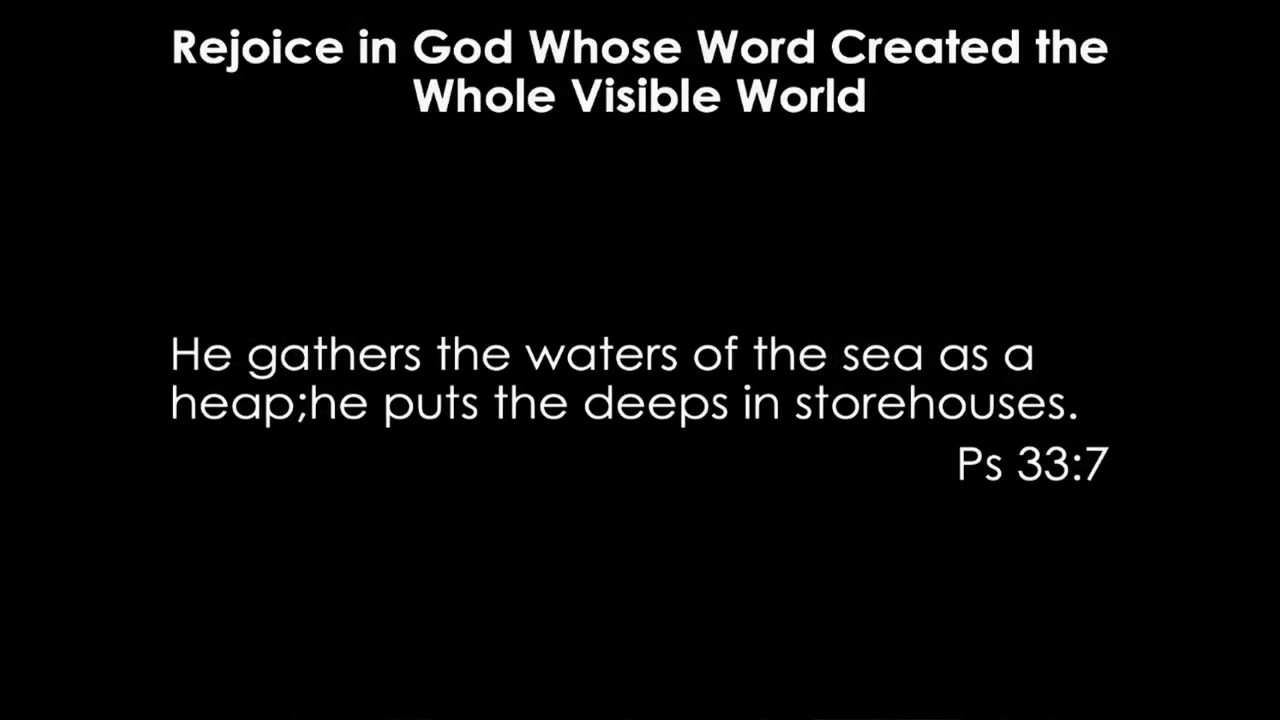 Rejoice in God Whose Word Created the
Whole Visible World
He gathers the waters of the sea as a
heap;he puts the deeps in storehouses.
Ps 33:7